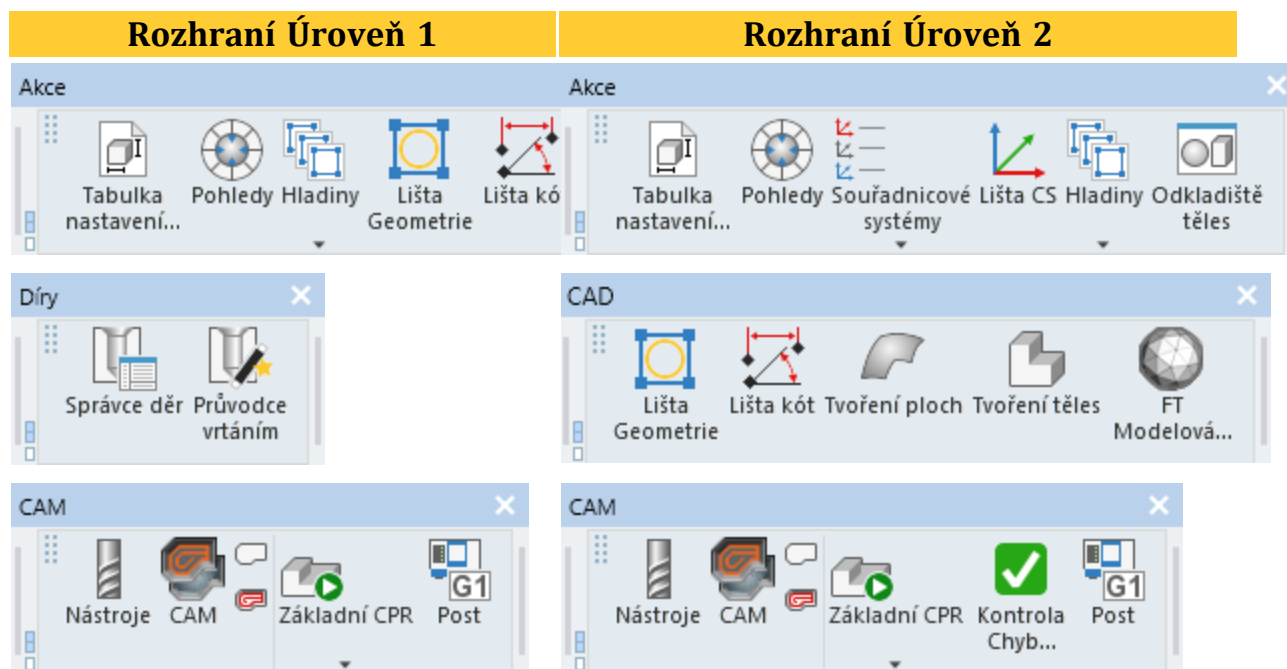 Rozhraní Úroveň 1
Rozhraní Úroveň 2
Akce
Tabulka
nastavení...
Pohledy
Hladiny
Lišta
Geometrie
Lišta kó
Akce
Tabulka
nastavení...
Pohledy
Souřadnicové
systémy
Lišta CS
Hladiny
Odkladiště
těles
Díry
Správce děr
Průvodce
vrtáním
CAD
Lišta
Geometrie
Lišta kót
Tvoření ploch
Tvoření těles
FT
Modelová...
CAM
Nástroje
CAM
Základní CPR
G1
Post
CAM
Nástroje
CAM
Základní CPR
Kontrola
Chyb...
G1
Post